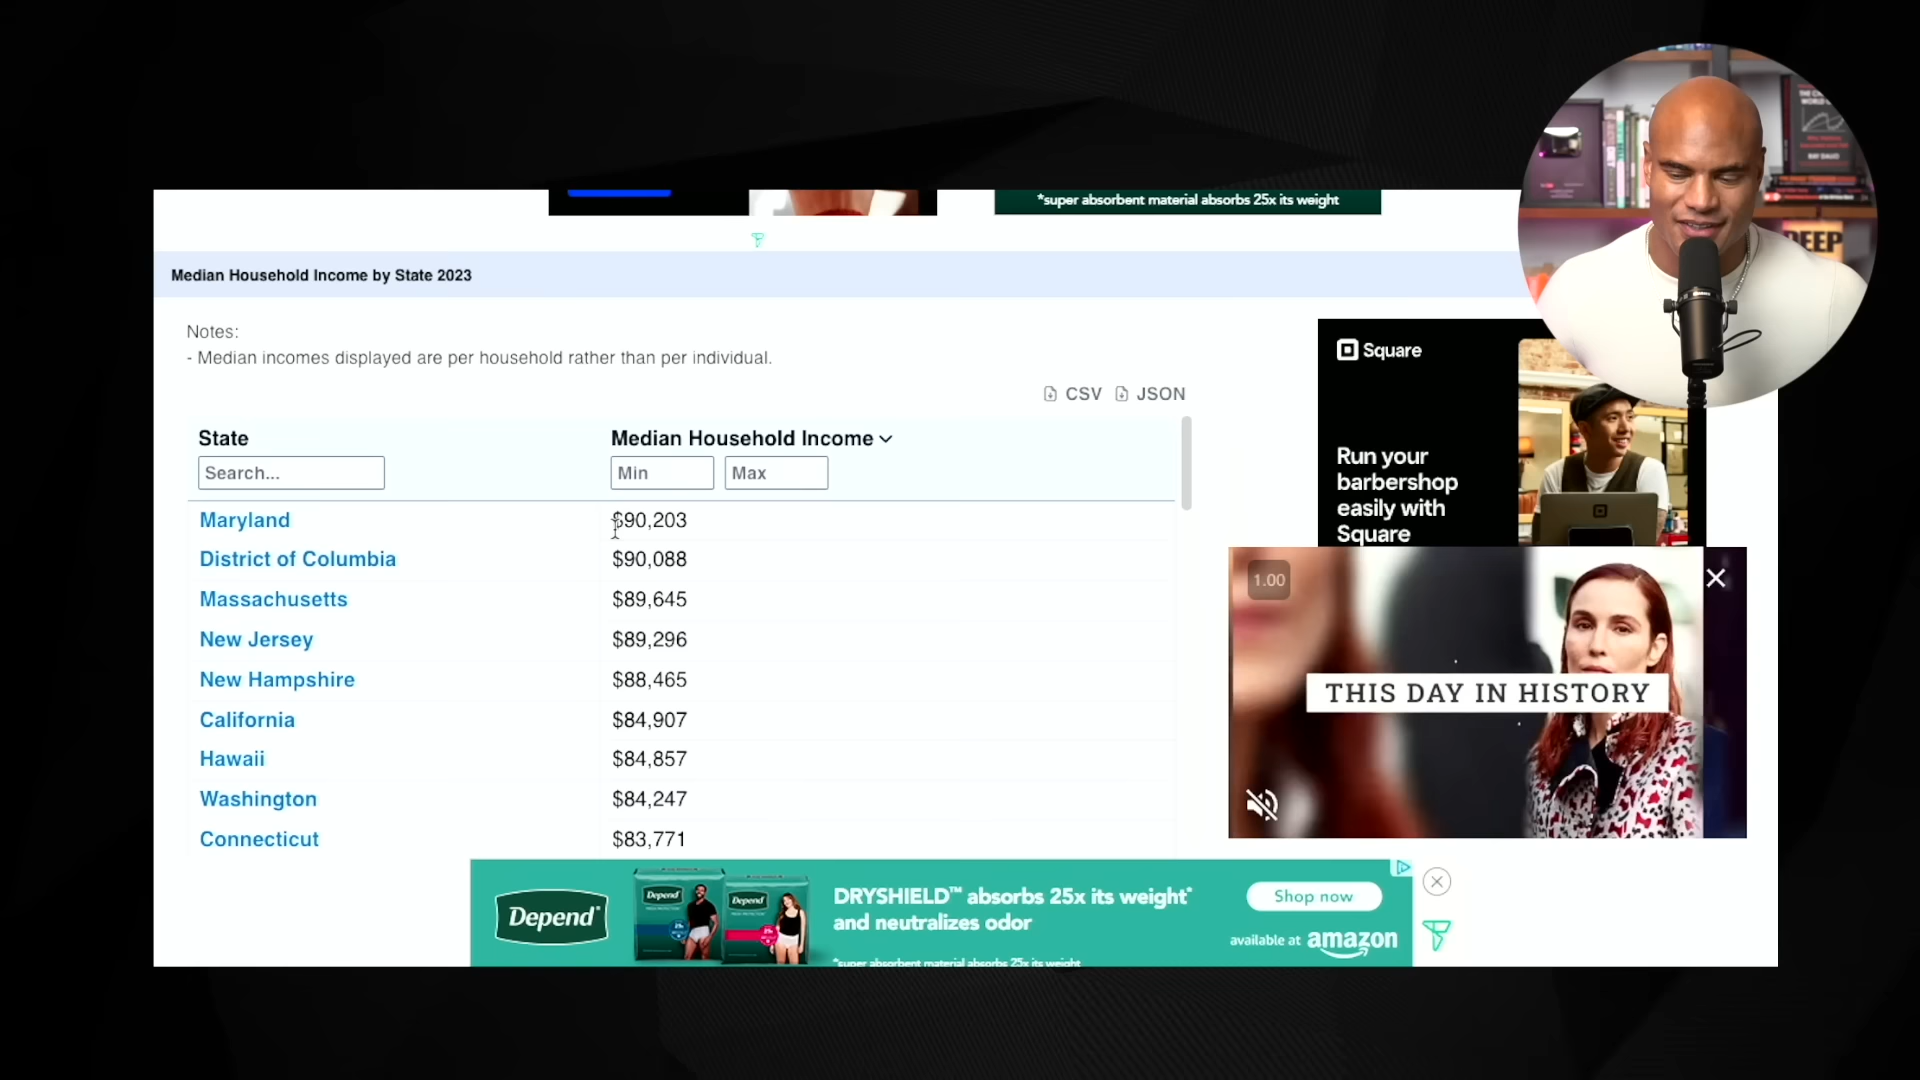 *super absorbent material absorbs 25x its weight
Median Household Income by State 2023
Notes:
- Median incomes displayed are per household rather than per individual.
CSV JSON
State
Median Household Income
Search...
Min
Max
Maryland $90,203
District of Columbia $90,088
Massachusetts $89,645
New Jersey $89,296
New Hampshire $88,465
California $84,907
Hawaii $84,857
Washington $84,247
Connecticut $83,771
DEEP
RAY DALIO
Square
Run your
barbershop
easily with
Square
1.00
THIS DAY IN HISTORY
Depend
Depend
Depend
DRYSHIELD™ absorbs 25x its weight*
and neutralizes odor
*super absorbent material absorbs 25x its weight
Shop now
available at amazon